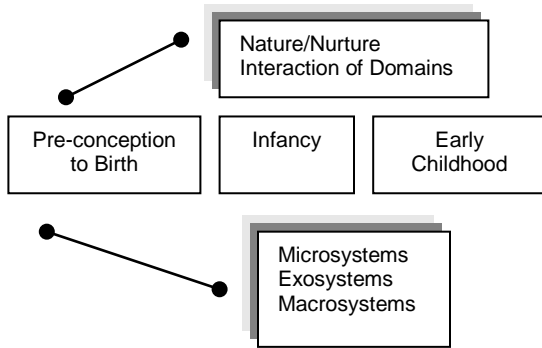 Nature/Nurture
Interaction of Domains
Pre-conception
to Birth
Infancy
Early
Childhood
Microsystems
Exosystems
Macrosystems